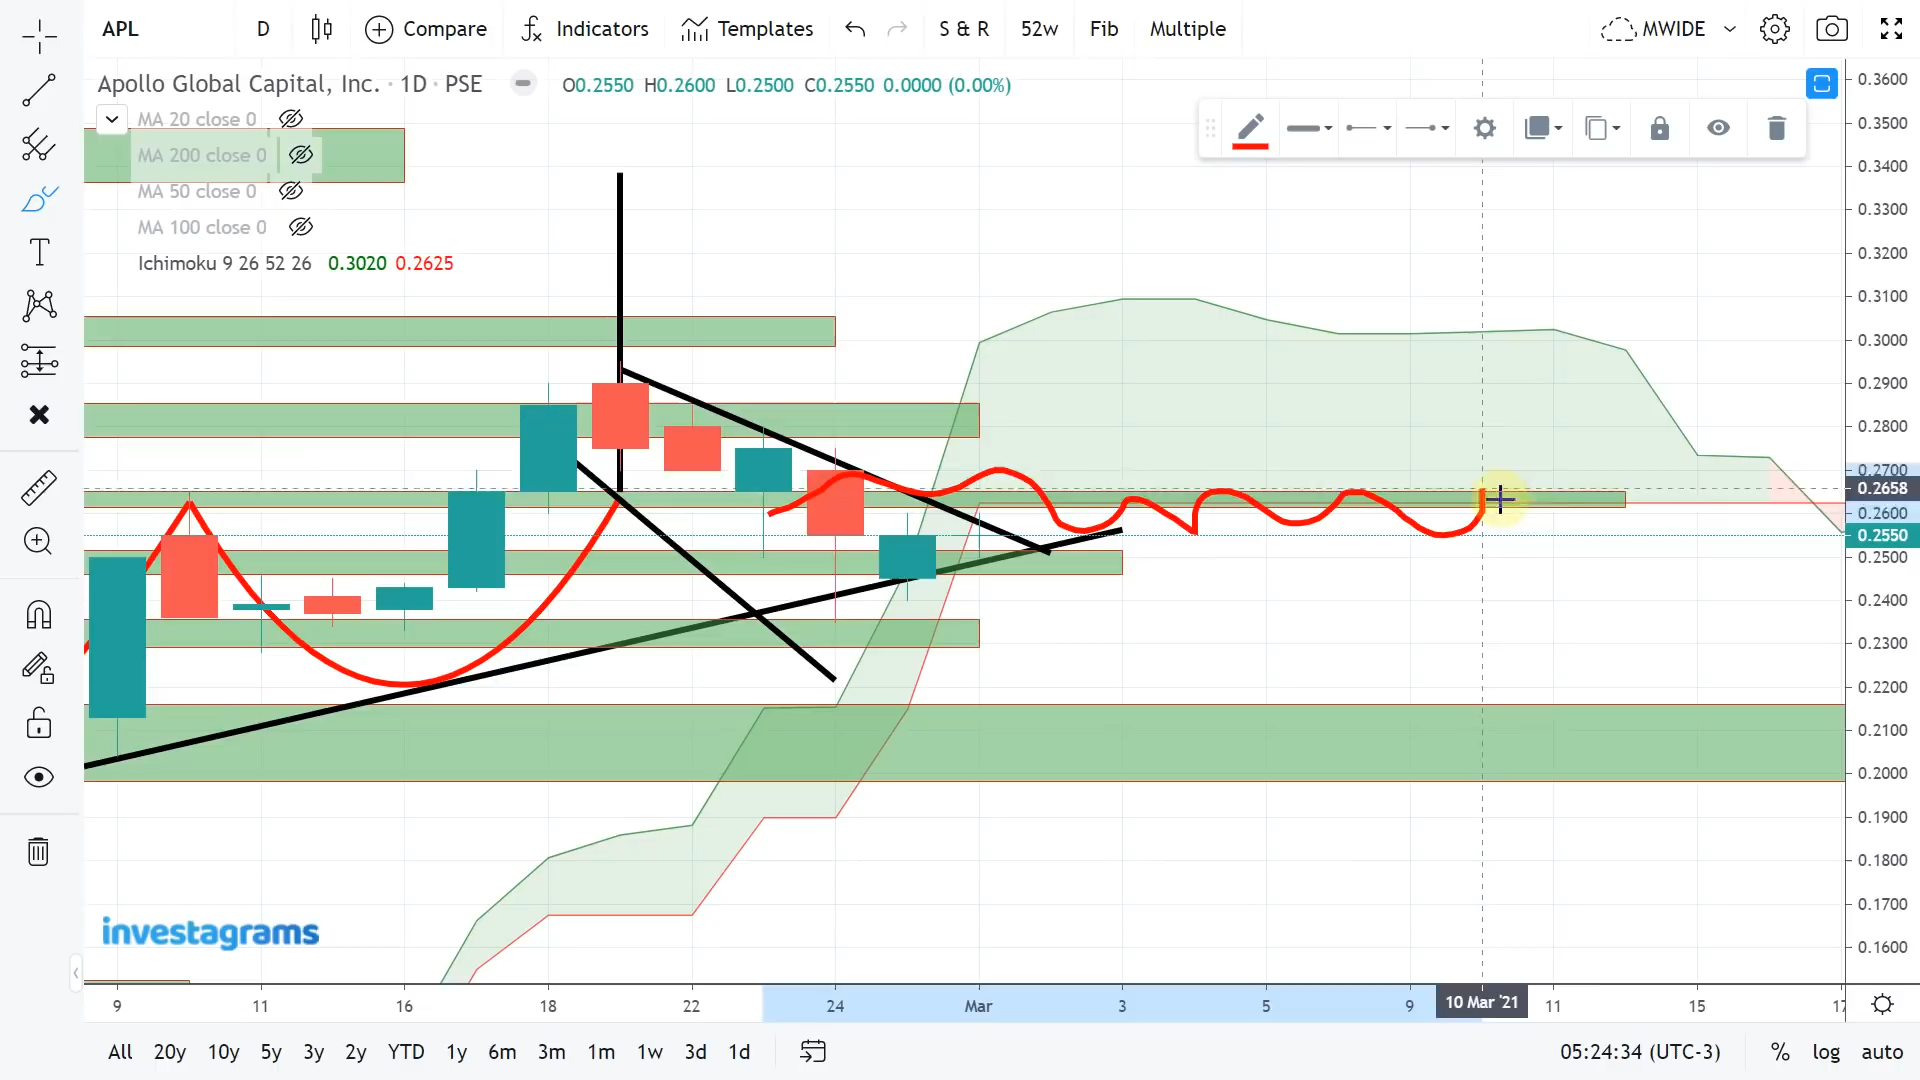 APL D Compare Indicators Templates S & R 52w Fib Multiple MWIDE
Apollo Global Capital, Inc. · 1D · PSE O0.2550 H0.2600 L0.2500 C0.2550 0.0000 (0.00%)
MA 20 close 0
MA 200 close 0
MA 50 close 0
MA 100 close 0
Ichimoku 9 26 52 26 0.3020 0.2625
0.3600
0.3500
0.3400
0.3300
0.3200
0.3100
0.3000
0.2900
0.2800
0.2700
0.2658
0.2600
0.2550
0.2500
0.2400
0.2300
0.2200
0.2100
0.2000
0.1900
0.1800
0.1700
0.1600
investagrams
9 11 16 18 22 24 Mar 3 5 9 10 Mar '21 11 15 17
All 20y 10y 5y 3y 2y YTD 1y 6m 3m 1m 1w 3d 1d 05:24:34 (UTC-3) % log auto